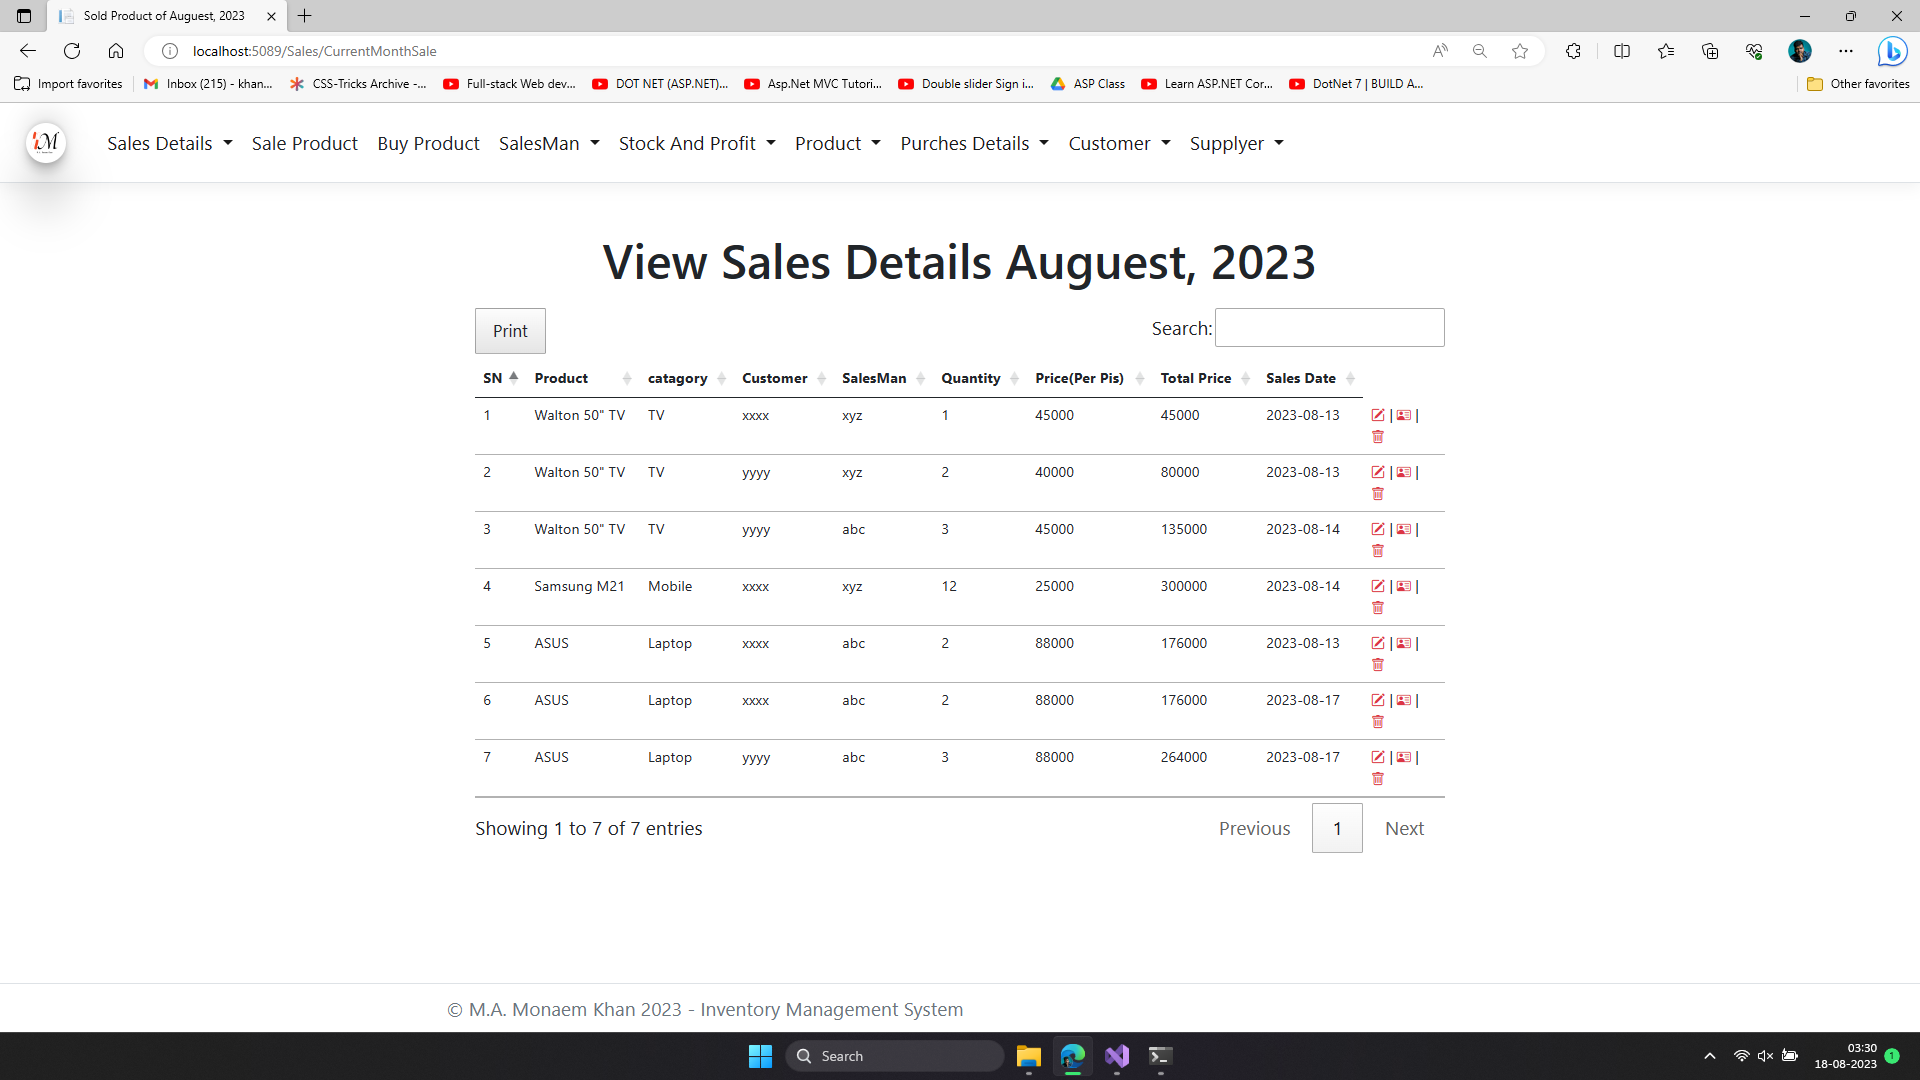 Sold Product of Auguest, 2023
localhost:5089/Sales/CurrentMonthSale
Import favorites Inbox (215) - khan... CSS-Tricks Archive -... Full-stack Web dev... DOT NET (ASP.NET)... Asp.Net MVC Tutori... Double slider Sign i... ASP Class Learn ASP.NET Cor... DotNet 7 | BUILD A... Other favorites
Sales Details Sale Product Buy Product SalesMan Stock And Profit Product Purches Details Customer Supplyer
View Sales Details Auguest, 2023
Print Search:
SN Product catagory Customer SalesMan Quantity Price(Per Pis) Total Price Sales Date
1 Walton 50" TV TV xxxx xyz 1 45000 45000 2023-08-13 | |
2 Walton 50" TV TV yyyy xyz 2 40000 80000 2023-08-13 | |
3 Walton 50" TV TV yyyy abc 3 45000 135000 2023-08-14 | |
4 Samsung M21 Mobile xxxx xyz 12 25000 300000 2023-08-14 | |
5 ASUS Laptop xxxx abc 2 88000 176000 2023-08-13 | |
6 ASUS Laptop xxxx abc 2 88000 176000 2023-08-17 | |
7 ASUS Laptop yyyy abc 3 88000 264000 2023-08-17 | |
Showing 1 to 7 of 7 entries Previous 1 Next
© M.A. Monaem Khan 2023 - Inventory Management System
Search
03:30
18-08-2023 1